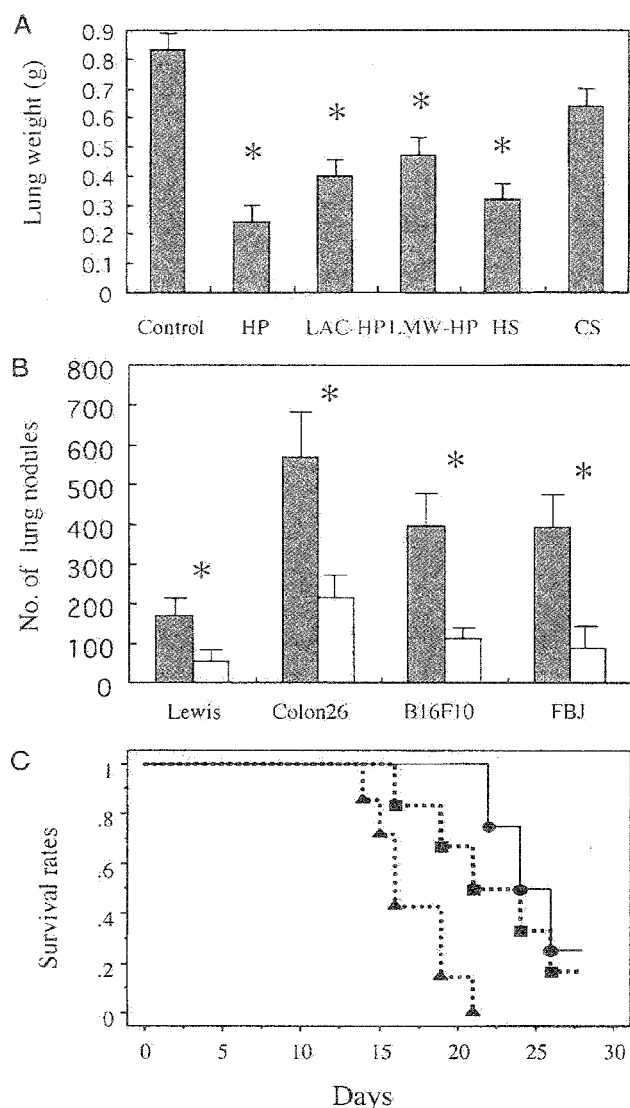 A
Lung weight (g)
0.9
0.8
0.7
0.6
0.5
0.4
0.3
0.2
0.1
0
* * * *
Control HP LAC-HP LMW-HP HS CS
B
No. of lung nodules
800
700
600
500
400
300
200
100
0
* * * *
Lewis Colon26 B16F10 FBJ
C
Survival rates
1
.8
.6
.4
.2
0
0 5 10 15 20 25 30
Days